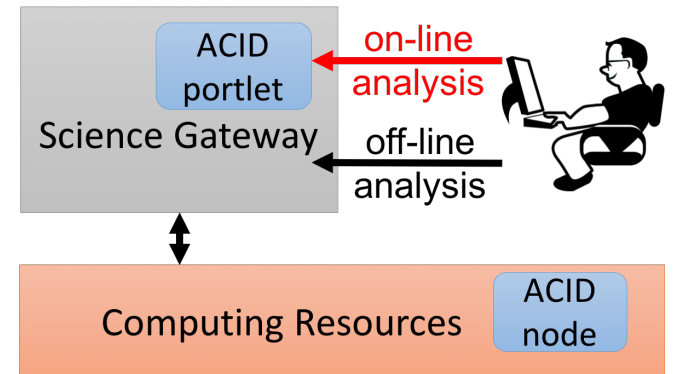 ACID
portlet
Science Gateway
on-line
analysis
off-line
analysis
Computing Resources
ACID
node